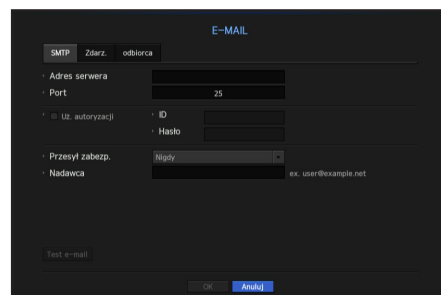 E-MAIL
SMTP Zdarz. odbiorca
Adres serwera
Port 25
Uż. autoryzacji ID
Hasło
Przesył zabezp. Nigdy
Nadawca ex. user@example.net
Test e-mail
OK Anuluj